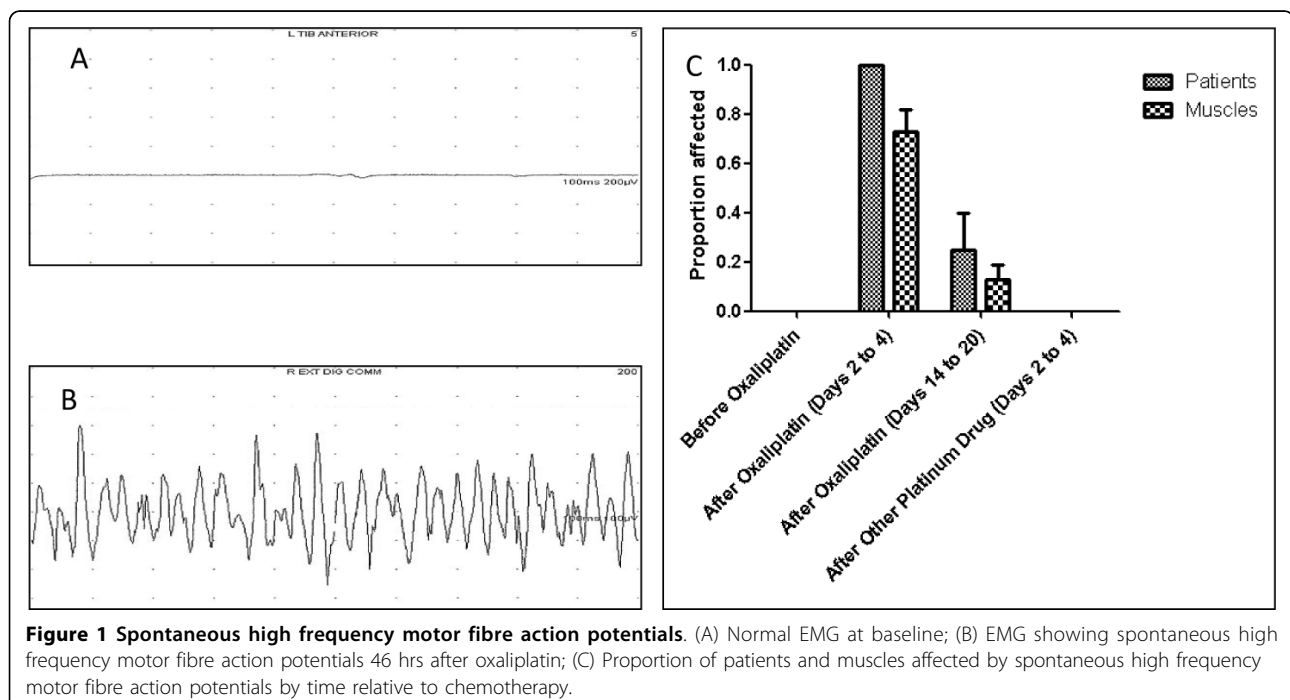 L TIB ANTERIOR
5
A
100ms 200µV
R EXT DIG COMM
200
B
100ms 100µV
C
1.0
0.8
0.6
0.4
0.2
0.0
Proportion affected
Patients
Muscles
Before Oxaliplatin
After Oxaliplatin (Days 2 to 4)
After Oxaliplatin (Days 14 to 20)
After Other Platinum Drug (Days 2 to 4)
Figure 1 Spontaneous high frequency motor fibre action potentials. (A) Normal EMG at baseline; (B) EMG showing spontaneous high
frequency motor fibre action potentials 46 hrs after oxaliplatin; (C) Proportion of patients and muscles affected by spontaneous high frequency
motor fibre action potentials by time relative to chemotherapy.